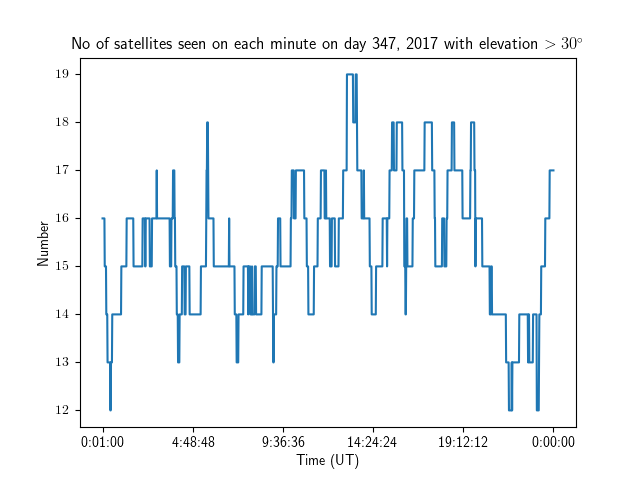 No of satellites seen on each minute on day 347, 2017 with elevation > 30°
19
18
17
16
15
14
13
12
Number
0:01:00 4:48:48 9:36:36 14:24:24 19:12:12 0:00:00
Time (UT)